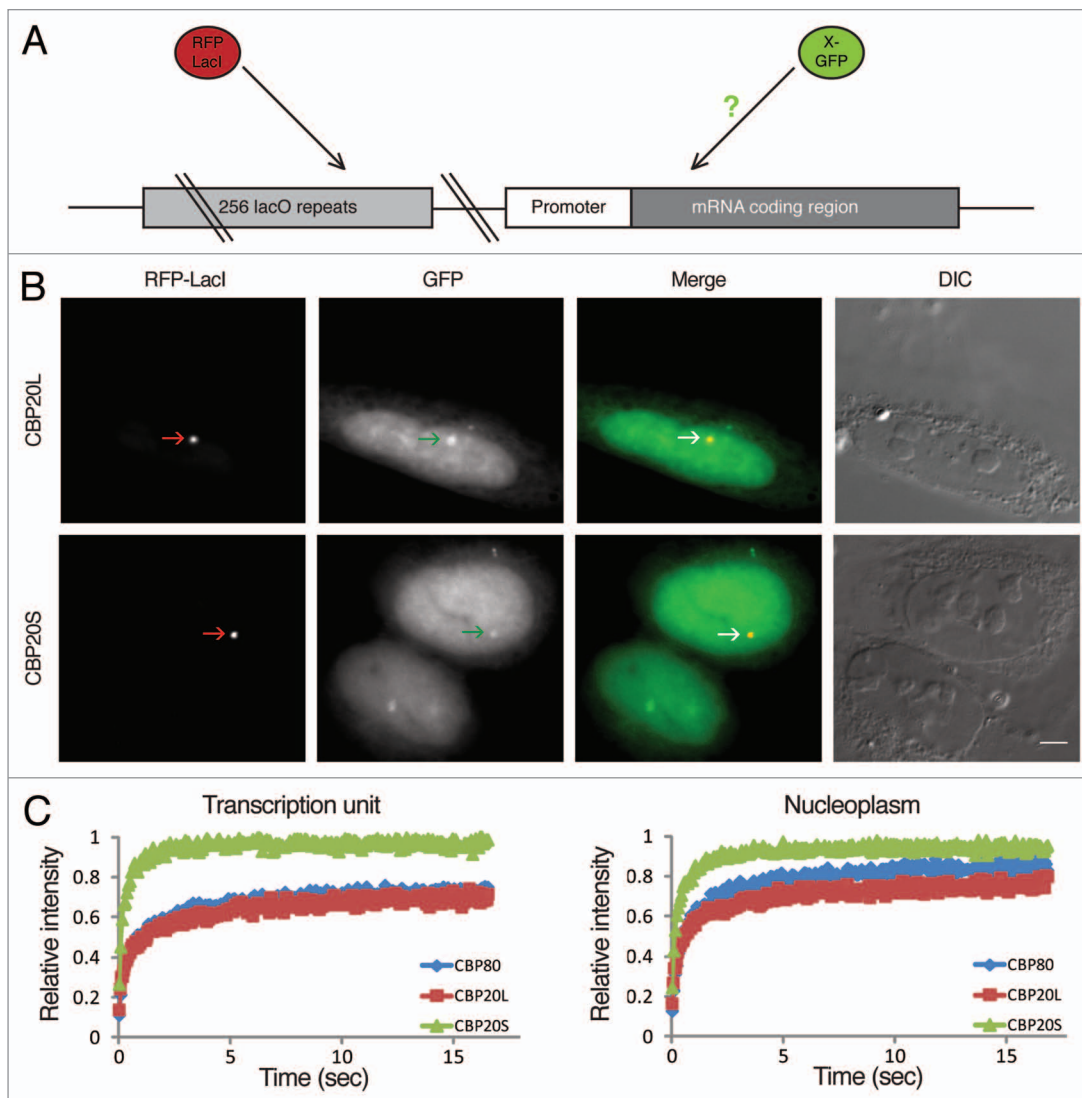 A
RFP
LacI
X-
GFP
?
256 lacO repeats
Promoter
mRNA coding region
B
RFP-LacI
GFP
Merge
DIC
CBP20L
CBP20S
C
Transcription unit
Relative intensity
1
0.8
0.6
0.4
0.2
0
0
5
10
15
Time (sec)
CBP80
CBP20L
CBP20S
Nucleoplasm
Relative intensity
1
0.8
0.6
0.4
0.2
0
0
5
10
15
Time (sec)
CBP80
CBP20L
CBP20S